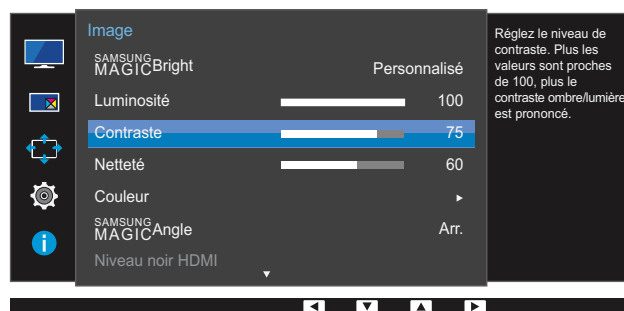 Image
SAMSUNG
MAGICBright Personnalisé
Luminosité 100
Contraste 75
Netteté 60
Couleur
SAMSUNG
MAGICAngle Arr.
Niveau noir HDMI
Réglez le niveau de
contraste. Plus les
valeurs sont proches
de 100, plus le
contraste ombre/lumière
est prononcé.